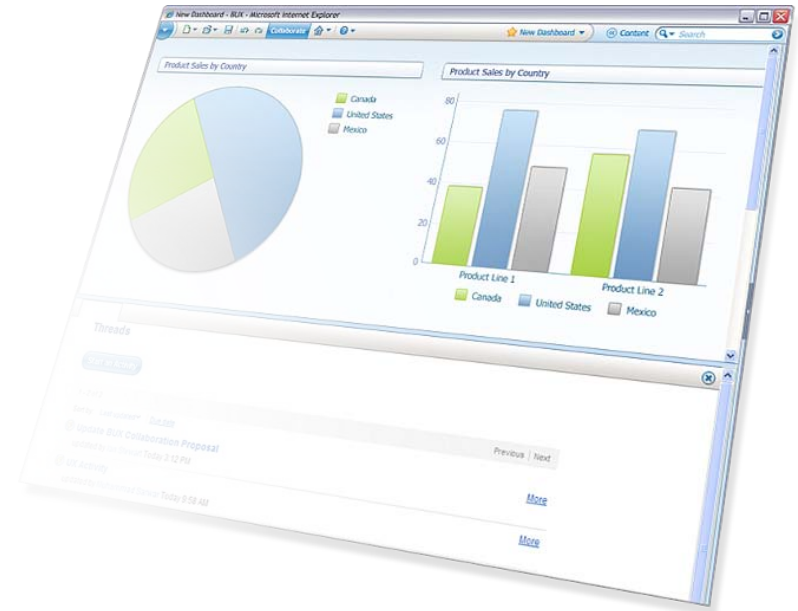 New Dashboard - BUX - Microsoft Internet Explorer
Collaborate New Dashboard Content Search
Product Sales by Country
Canada
United States
Mexico
Product Sales by Country
80
60
40
20
0
Product Line 1 Product Line 2
Canada United States Mexico
Threads
Previous | Next
Update BUX Collaboration Proposal
Today 3:12 PM
More
Activity
Today 9:58 AM
More